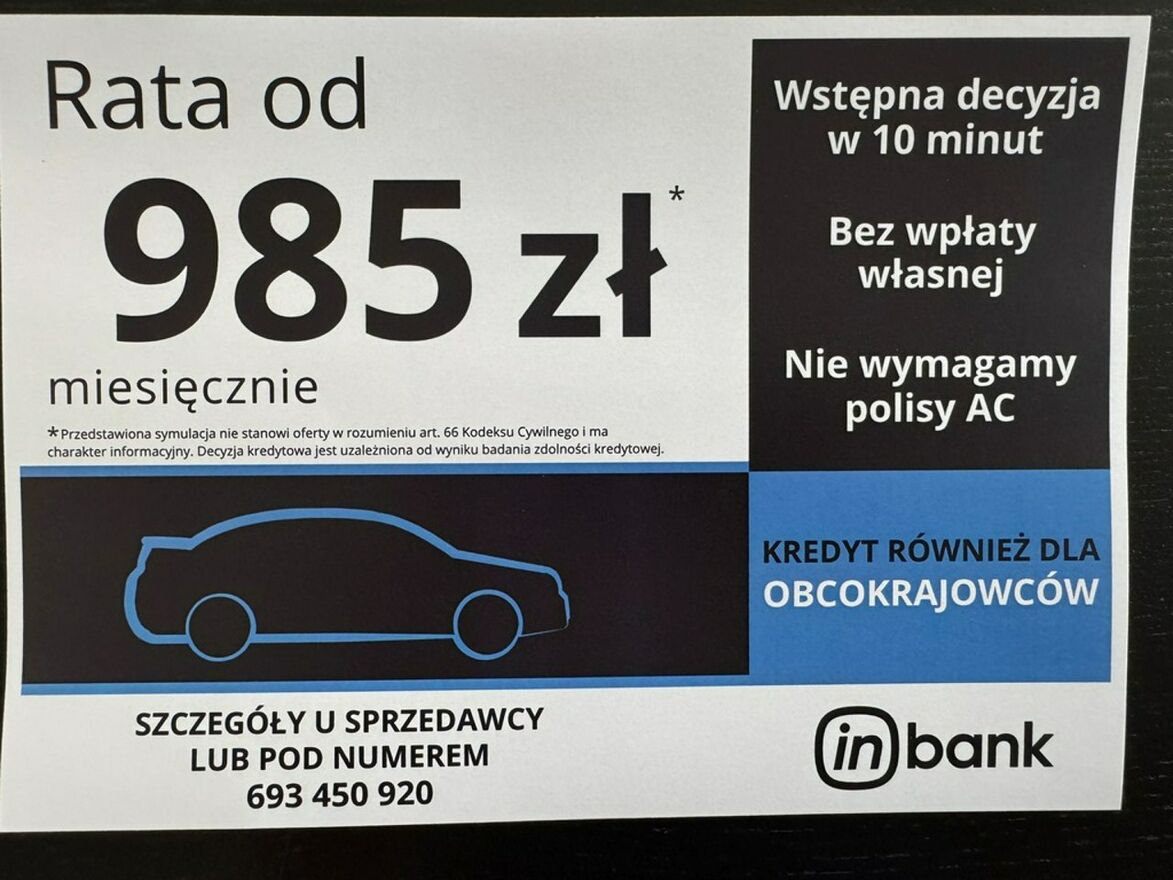 Rata od
985 zł*
miesięcznie
*Przedstawiona symulacja nie stanowi oferty w rozumieniu art. 66 Kodeksu Cywilnego i ma
charakter informacyjny. Decyzja kredytowa jest uzależniona od wyniku badania zdolności kredytowej.
Wstępna decyzja
w 10 minut
Bez wpłaty
własnej
Nie wymagamy
polisy AC
KREDYT RÓWNIEŻ DLA
OBCOKRAJOWCÓW
SZCZEGÓŁY U SPRZEDAWCY
LUB POD NUMEREM
693 450 920
inbank